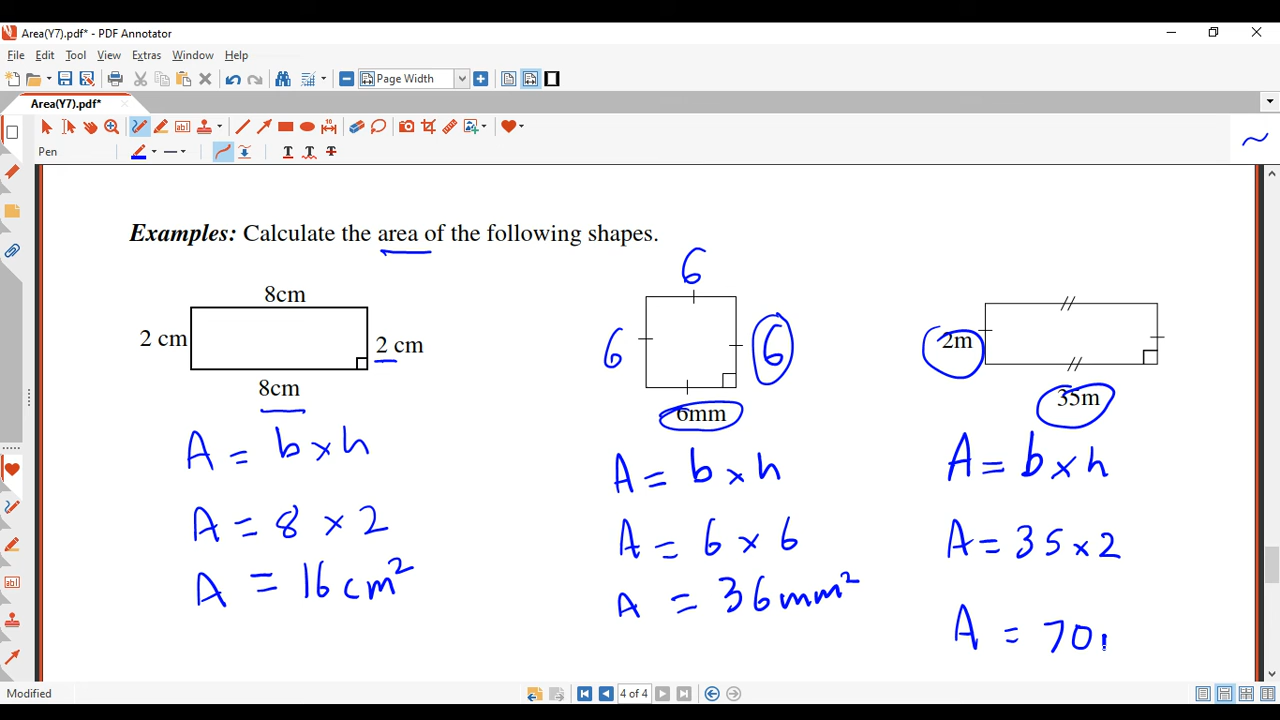 Area(Y7).pdf* - PDF Annotator
File Edit Tool View Extras Window Help
Page Width
Area(Y7).pdf*
Pen
Examples: Calculate the area of the following shapes.
8cm
2 cm
2 cm
8cm
A = b × h
A = 8 × 2
A = 16 cm²
6
6
6
6mm
A = b × h
A = 6 × 6
A = 36mm²
2m
35m
A = b × h
A = 35 × 2
A = 70
Modified
4 of 4